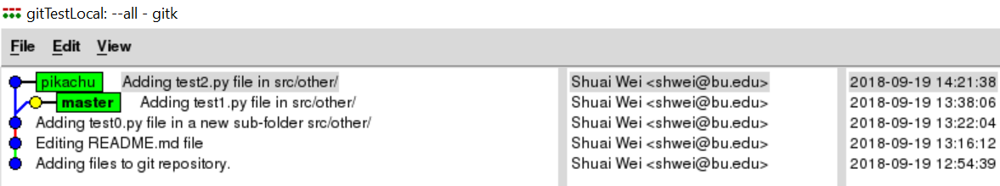 gitTestLocal: --all - gitk
File Edit View
pikachu Adding test2.py file in src/other/ Shuai Wei <shwei@bu.edu> 2018-09-19 14:21:38
master Adding test1.py file in src/other/ Shuai Wei <shwei@bu.edu> 2018-09-19 13:38:06
Adding test0.py file in a new sub-folder src/other/ Shuai Wei <shwei@bu.edu> 2018-09-19 13:22:04
Editing README.md file Shuai Wei <shwei@bu.edu> 2018-09-19 13:16:12
Adding files to git repository. Shuai Wei <shwei@bu.edu> 2018-09-19 12:54:39